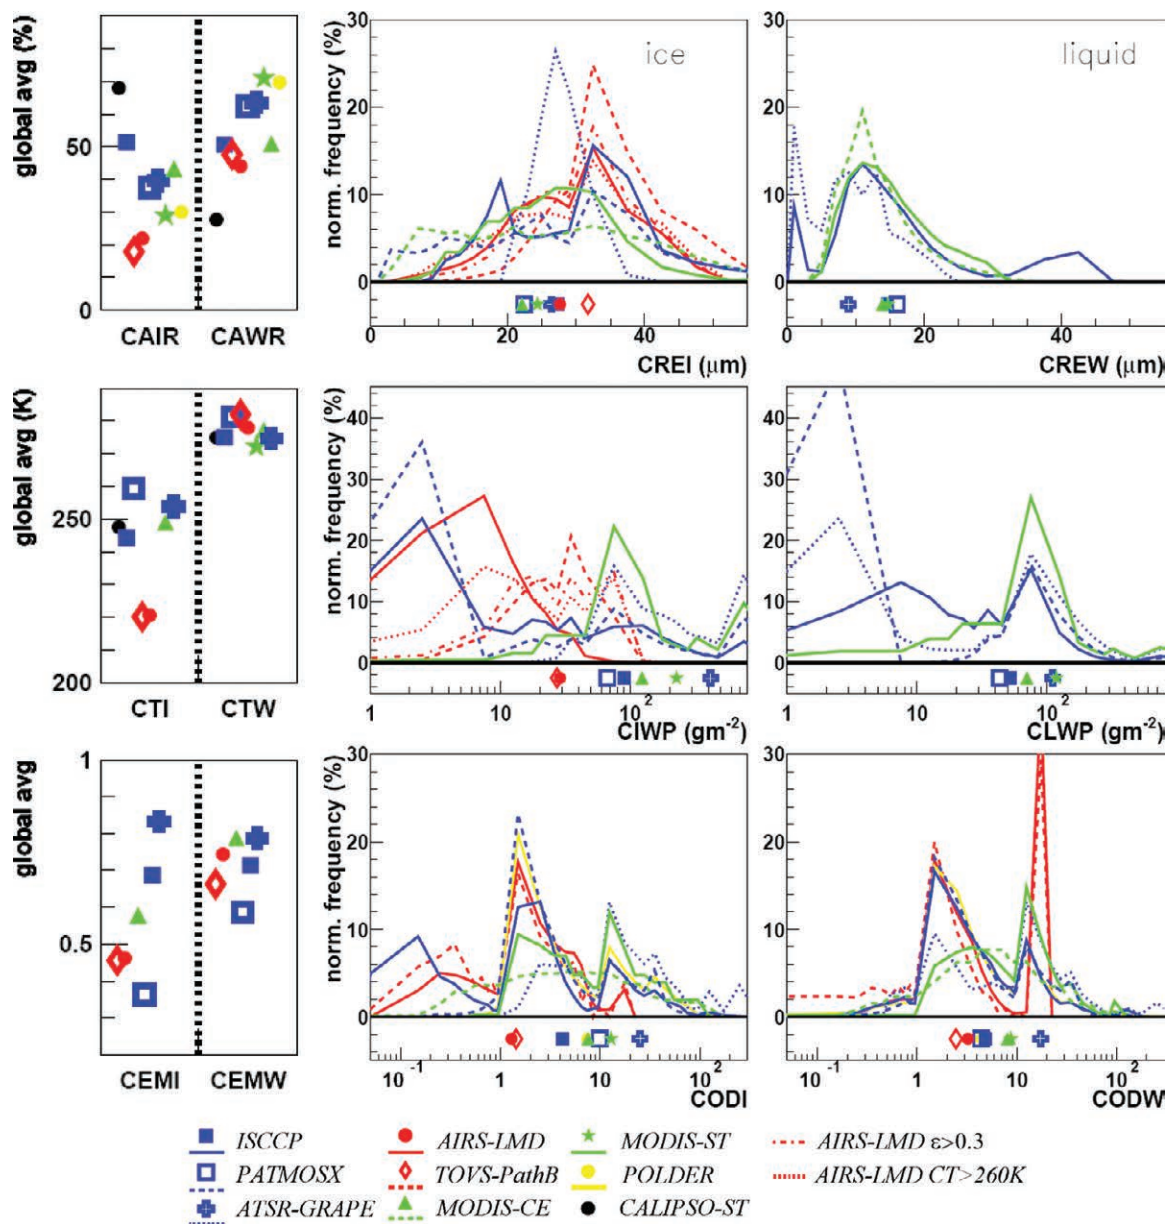 global avg (%)
50
0
CAIR CAWR
norm. frequency (%)
30
20
10
0
ice
0 20 40
CREI (μm)
30
20
10
0
liquid
0 20 40
CREW (μm)
global avg (K)
250
200
CTI CTW
norm. frequency (%)
40
30
20
10
0
1 10 10²
CIWP (gm⁻²)
40
30
20
10
0
1 10 10²
CLWP (gm⁻²)
global avg
1
0.5
CEMI CEMW
norm. frequency (%)
30
20
10
0
10⁻¹ 1 10 10²
CODI
30
20
10
0
10⁻¹ 1 10 10²
CODW
ISCCP AIRS-LMD MODIS-ST AIRS-LMD ε>0.3
PATMOSX TOVS-PathB POLDER AIRS-LMD CT>260K
ATSR-GRAPE MODIS-CE CALIPSO-ST